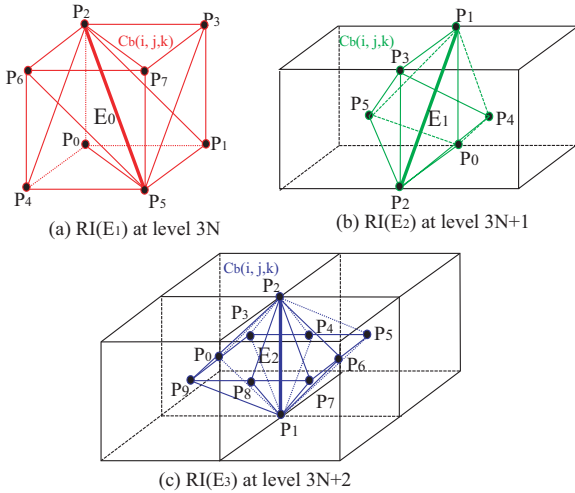 P2
P3
Cb(i, j,k)
P6
P7
E0
P0
P1
P4
P5
(a) RI(E1) at level 3N
P1
Cb(i, j,k)
P3
P5
E1
P4
P0
P2
(b) RI(E2) at level 3N+1
Cb(i, j,k)
P2
P3
P4
P5
P0
E2
P6
P9
P8
P7
P1
(c) RI(E3) at level 3N+2